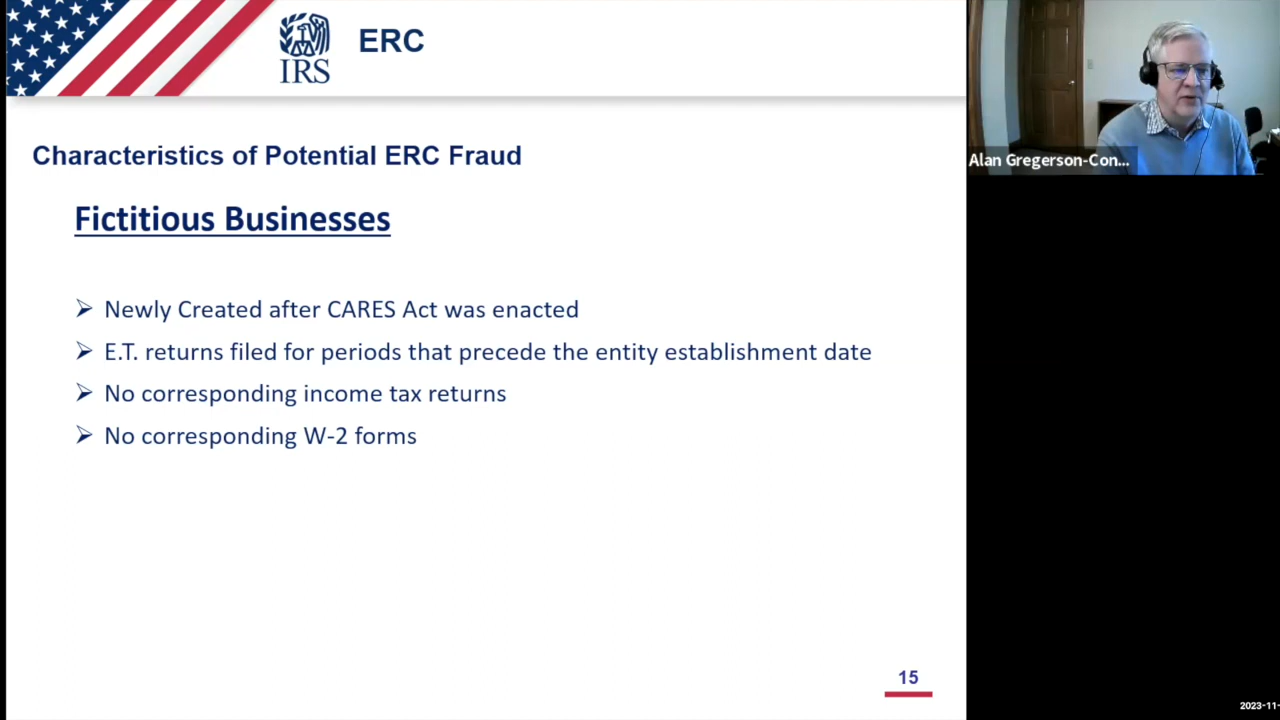 IRS
ERC
Alan Gregerson-Con...
Characteristics of Potential ERC Fraud
Fictitious Businesses
Newly Created after CARES Act was enacted
E.T. returns filed for periods that precede the entity establishment date
No corresponding income tax returns
No corresponding W-2 forms
15
2023-11-